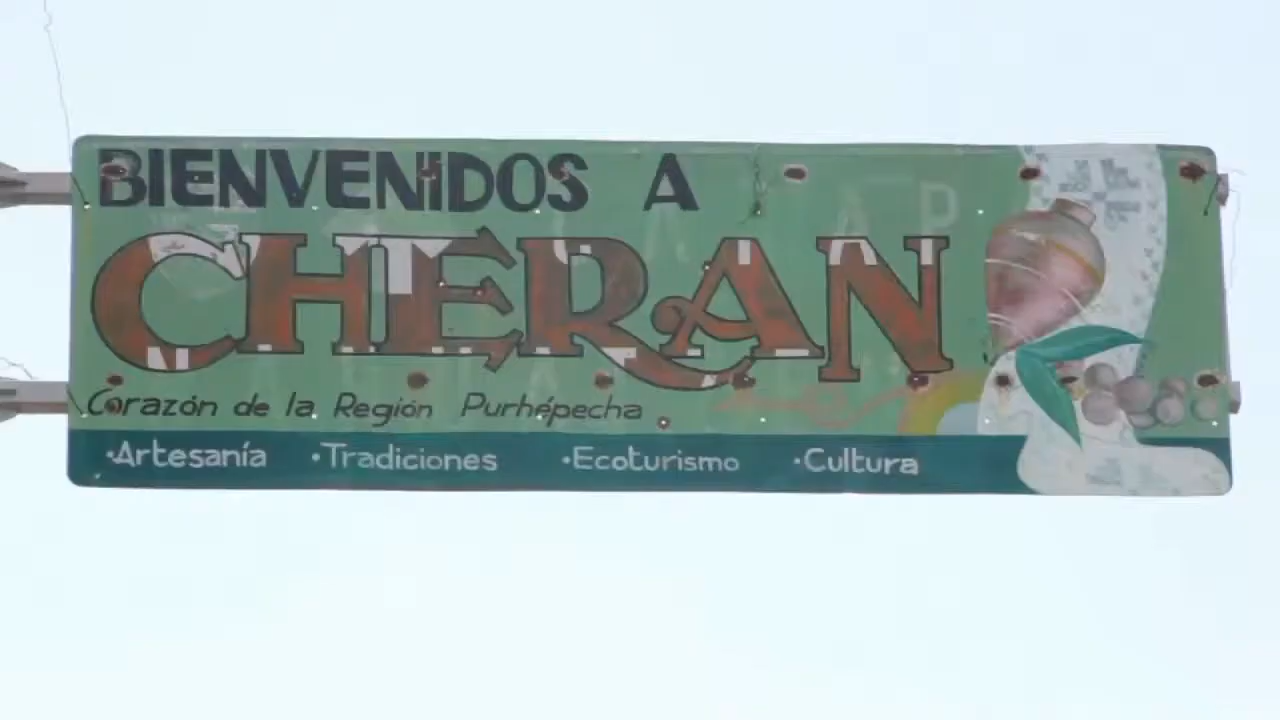 BIENVENIDOS A
CHERAN
Corazón de la Región Purhépecha
•Artesanía •Tradiciones •Ecoturismo •Cultura